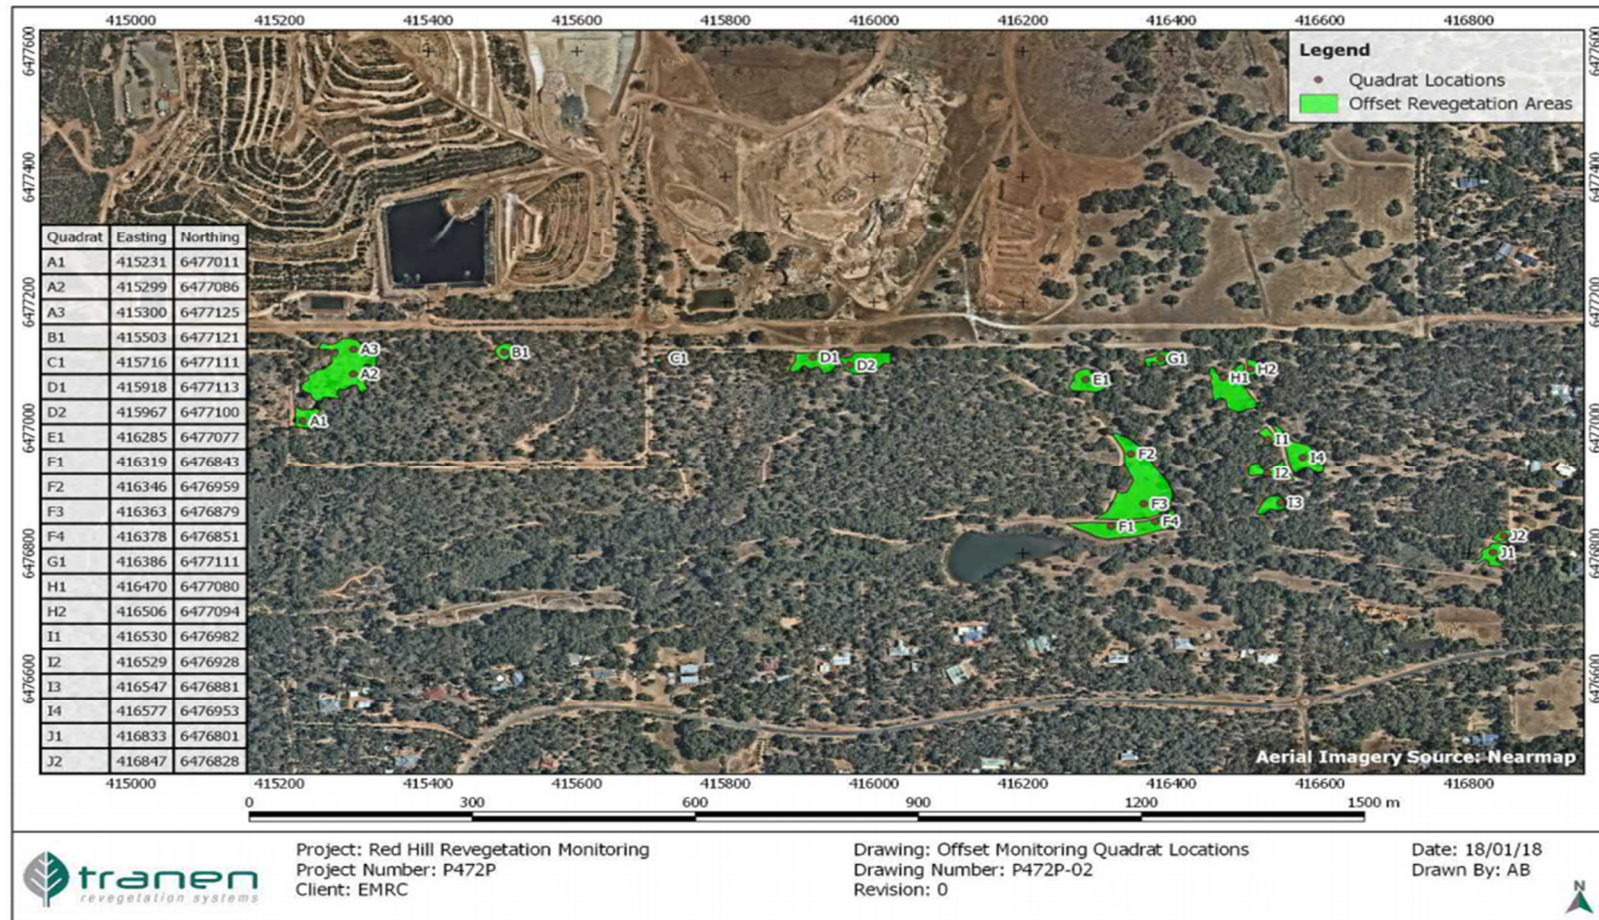 415000 415200 415400 415600 415800 416000 416200 416400 416600 416800
6477600
6477400
6477200
6477000
6476800
6476600
6477600
6477400
6477200
6477000
6476800
6476600
Legend
Quadrat Locations
Offset Revegetation Areas
Quadrat Easting Northing
A1 415231 6477011
A2 415299 6477086
A3 415300 6477125
B1 415503 6477121
C1 415716 6477111
D1 415918 6477113
D2 415967 6477100
E1 416285 6477077
F1 416319 6476843
F2 416346 6476959
F3 416363 6476879
F4 416378 6476851
G1 416386 6477111
H1 416470 6477080
H2 416506 6477094
I1 416530 6476982
I2 416529 6476928
I3 416547 6476881
I4 416577 6476953
J1 416833 6476801
J2 416847 6476828
A3
A2
A1
B1
C1
D1
D2
E1
G1
H1
H2
F2
F3
F1
F4
I1
I4
I2
I3
J2
J1
Aerial Imagery Source: Nearmap
415000 415200 415400 415600 415800 416000 416200 416400 416600 416800
0 300 600 900 1200 1500 m
tranen
revegetation systems
Project: Red Hill Revegetation Monitoring
Project Number: P472P
Client: EMRC
Drawing: Offset Monitoring Quadrat Locations
Drawing Number: P472P-02
Revision: 0
Date: 18/01/18
Drawn By: AB
N